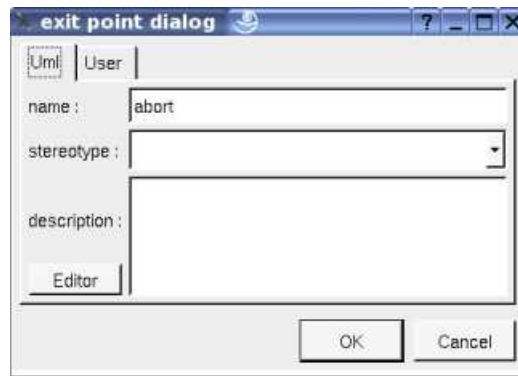 exit point dialog
Uml User
name : abort
stereotype :
description :
Editor
OK Cancel